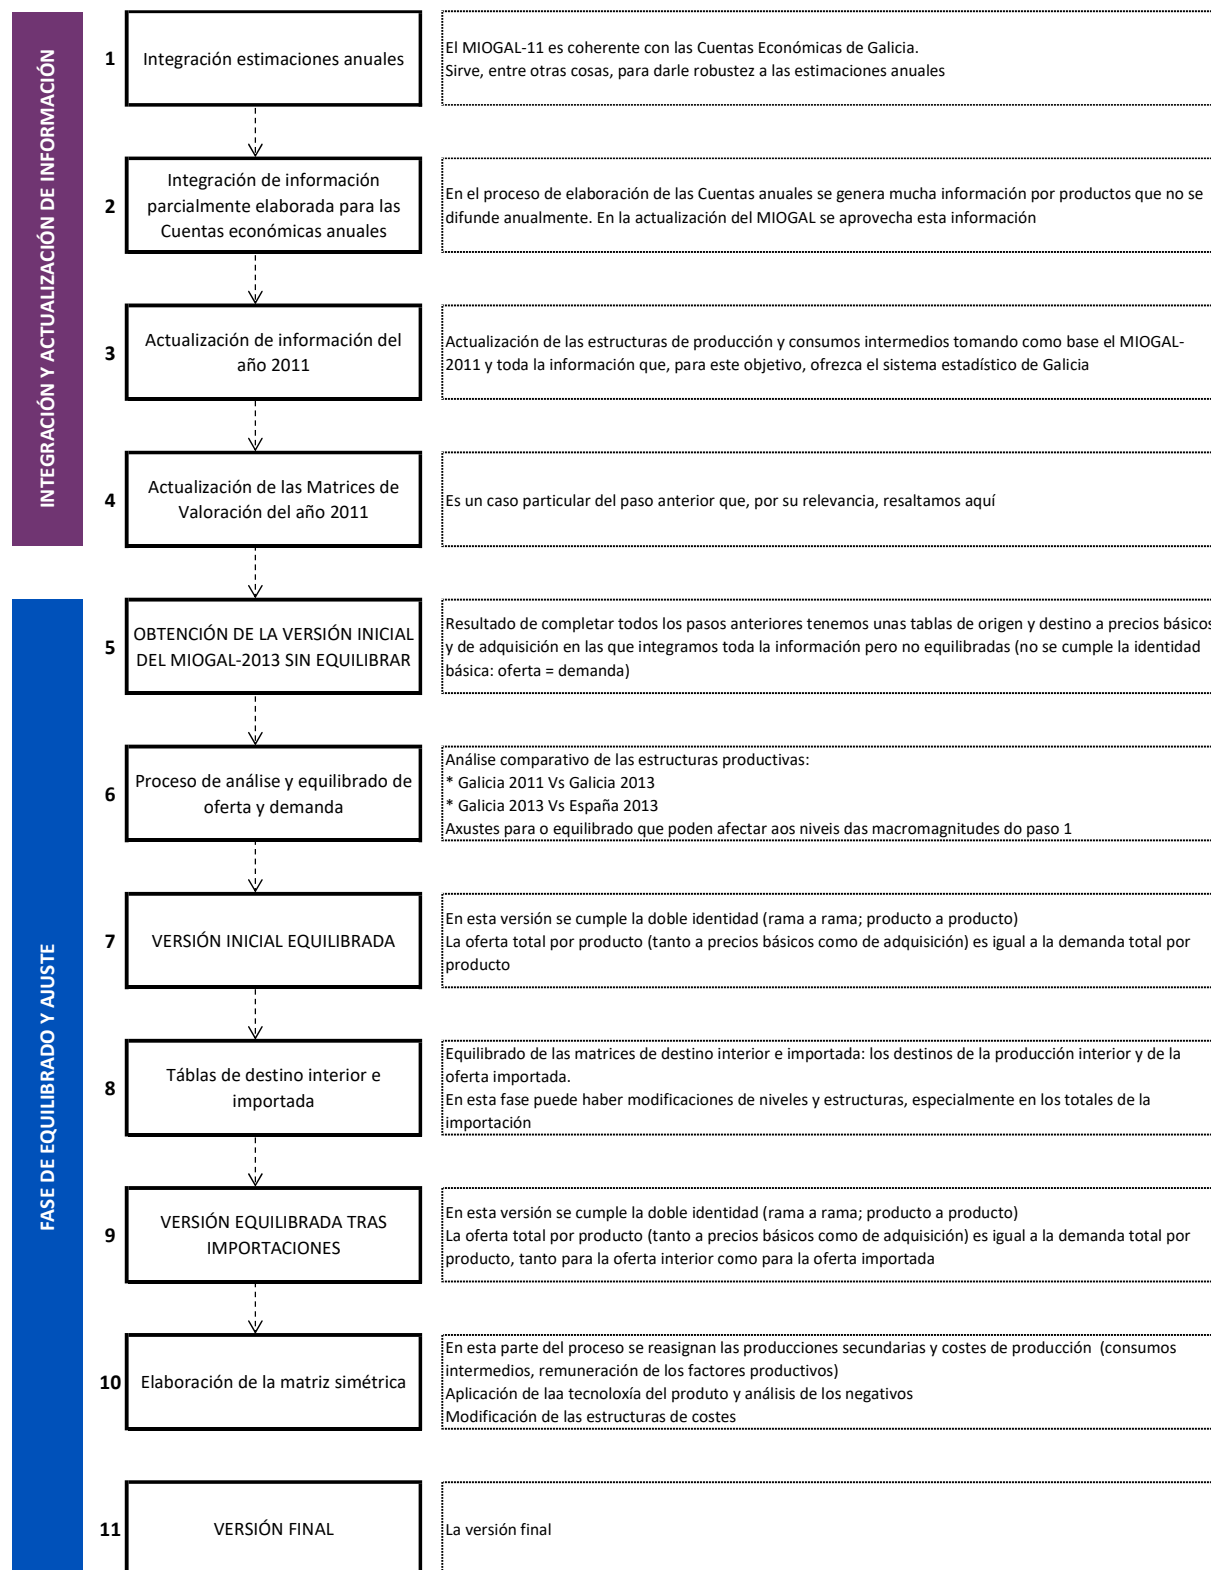 INTEGRACIÓN Y ACTUALIZACIÓN DE INFORMACIÓN
1
Integración estimaciones anuales
El MIOGAL-11 es coherente con las Cuentas Económicas de Galicia.
Sirve, entre otras cosas, para darle robustez a las estimaciones anuales
2
Integración de información
parcialmente elaborada para las
Cuentas económicas anuales
En el proceso de elaboración de las Cuentas anuales se genera mucha información por productos que no se
difunde anualmente. En la actualización del MIOGAL se aprovecha esta información
3
Actualización de información del
año 2011
Actualización de las estructuras de producción y consumos intermedios tomando como base el MIOGAL-
2011 y toda la información que, para este objetivo, ofrezca el sistema estadístico de Galicia
4
Actualización de las Matrices de
Valoración del año 2011
Es un caso particular del paso anterior que, por su relevancia, resaltamos aquí
FASE DE EQUILIBRADO Y AJUSTE
5
OBTENCIÓN DE LA VERSIÓN INICIAL
DEL MIOGAL-2013 SIN EQUILIBRAR
Resultado de completar todos los pasos anteriores tenemos unas tablas de origen y destino a precios básicos
y de adquisición en las que integramos toda la información pero no equilibradas (no se cumple la identidad
básica: oferta = demanda)
6
Proceso de análise y equilibrado de
oferta y demanda
Análise comparativo de las estructuras productivas:
* Galicia 2011 Vs Galicia 2013
* Galicia 2013 Vs España 2013
Axustes para o equilibrado que poden afectar aos niveis das macromagnitudes do paso 1
7
VERSIÓN INICIAL EQUILIBRADA
En esta versión se cumple la doble identidad (rama a rama; producto a producto)
La oferta total por producto (tanto a precios básicos como de adquisición) es igual a la demanda total por
producto
8
Táblas de destino interior e
importada
Equilibrado de las matrices de destino interior e importada: los destinos de la producción interior y de la
oferta importada.
En esta fase puede haber modificaciones de niveles y estructuras, especialmente en los totales de la
importación
9
VERSIÓN EQUILIBRADA TRAS
IMPORTACIONES
En esta versión se cumple la doble identidad (rama a rama; producto a producto)
La oferta total por producto (tanto a precios básicos como de adquisición) es igual a la demanda total por
producto, tanto para la oferta interior como para la oferta importada
10
Elaboración de la matriz simétrica
En esta parte del proceso se reasignan las producciones secundarias y costes de producción  (consumos
intermedios, remuneración de los factores productivos)
Aplicación de laa tecnoloxía del produto y análisis de los negativos
Modificación de las estructuras de costes
11
VERSIÓN FINAL
La versión final